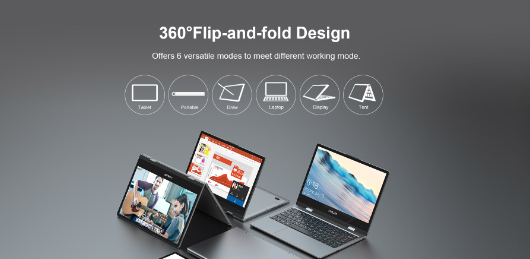 360°Flip-and-fold Design
Offers 6 versatile modes to meet different working mode.
Tablet Portable Draw Laptop Display Tent